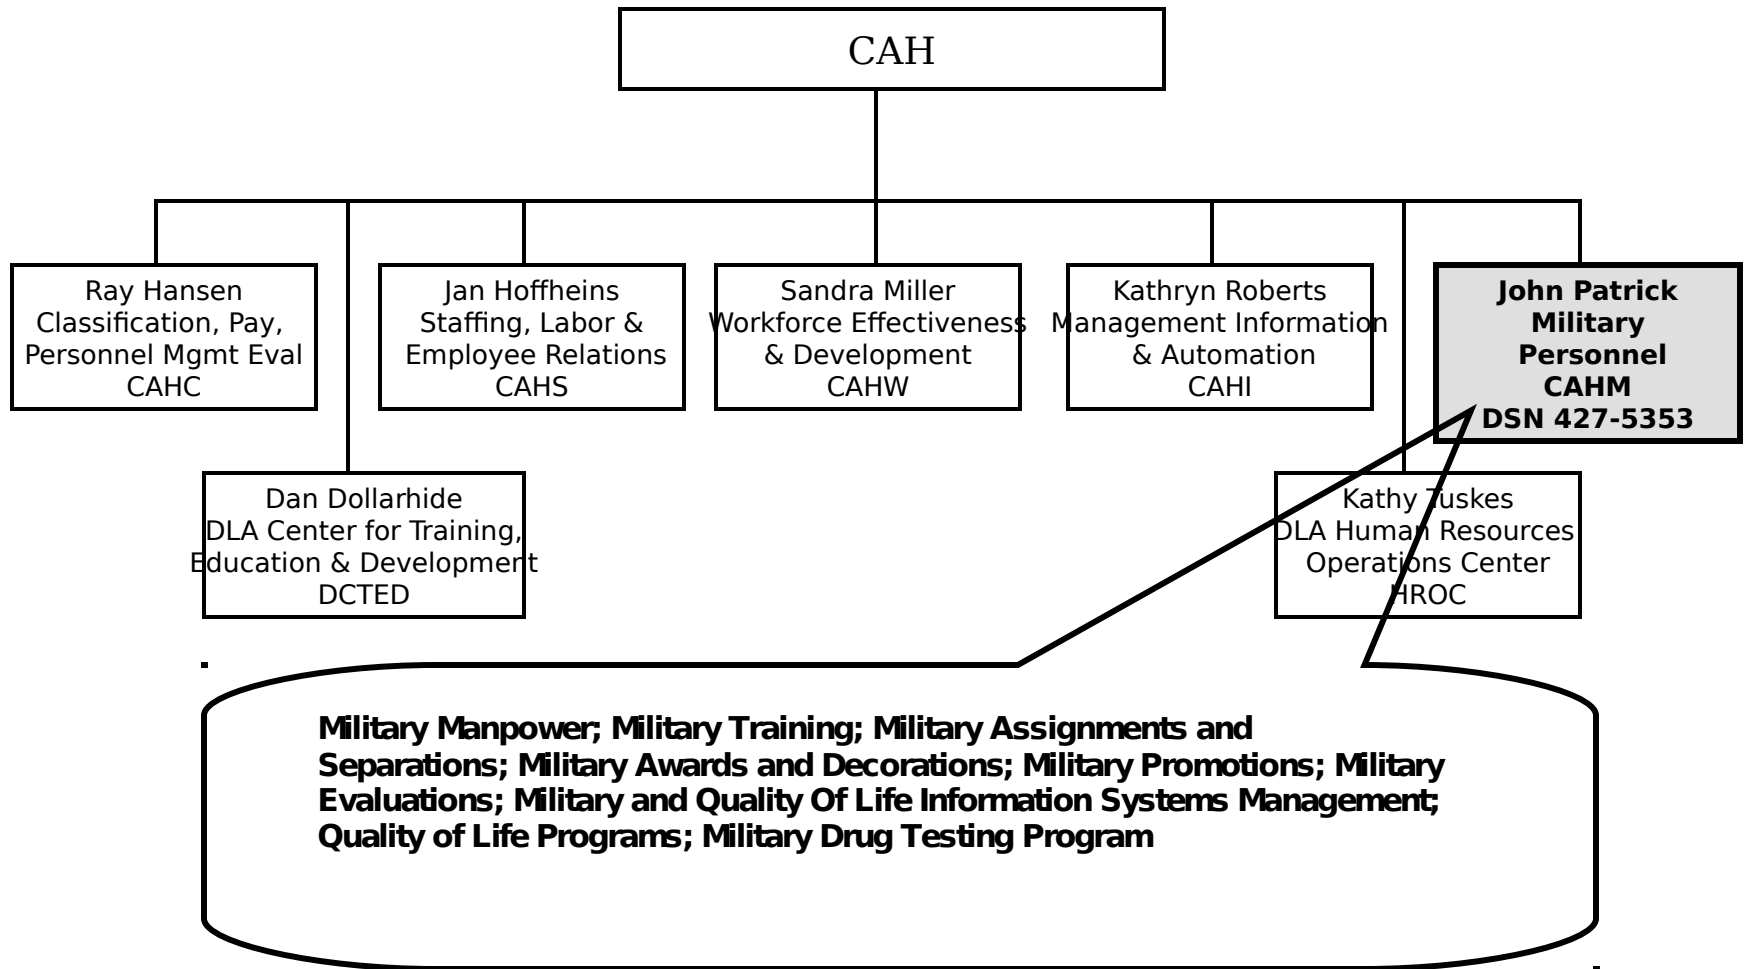 CAH
Ray Hansen
Classification, Pay,
Personnel Mgmt Eval
CAHC
Jan Hoffheins
Staffing, Labor &
Employee Relations
CAHS
Sandra Miller
Workforce Effectiveness
& Development
CAHW
Kathryn Roberts
Management Information
& Automation
CAHI
John Patrick
Military
Personnel
CAHM
DSN 427-5353
Dan Dollarhide
DLA Center for Training,
Education & Development
DCTED
Kathy Tuskes
DLA Human Resources
Operations Center
HROC
Military Manpower; Military Training; Military Assignments and
Separations; Military Awards and Decorations; Military Promotions; Military
Evaluations; Military and Quality Of Life Information Systems Management;
Quality of Life Programs; Military Drug Testing Program